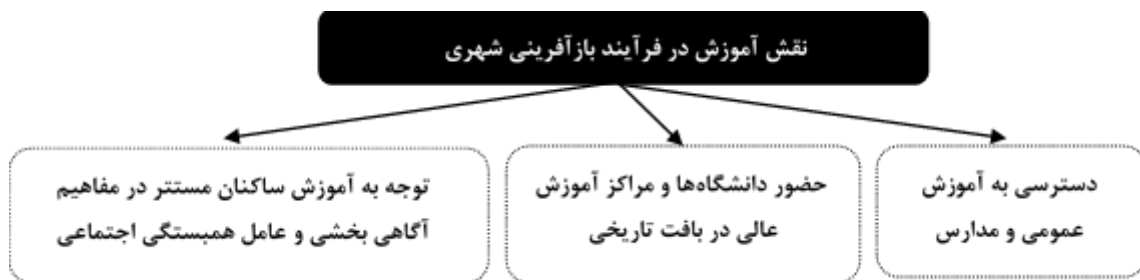 نقش آموزش در فرآیند بازآفرینی شهری
دسترسی به آموزش
عمومی و مدارس
حضور دانشگاه‌ها و مراکز آموزش
عالی در بافت تاریخی
توجه به آموزش ساکنان مستتر در مفاهیم
آگاهی بخشی و عامل همبستگی اجتماعی